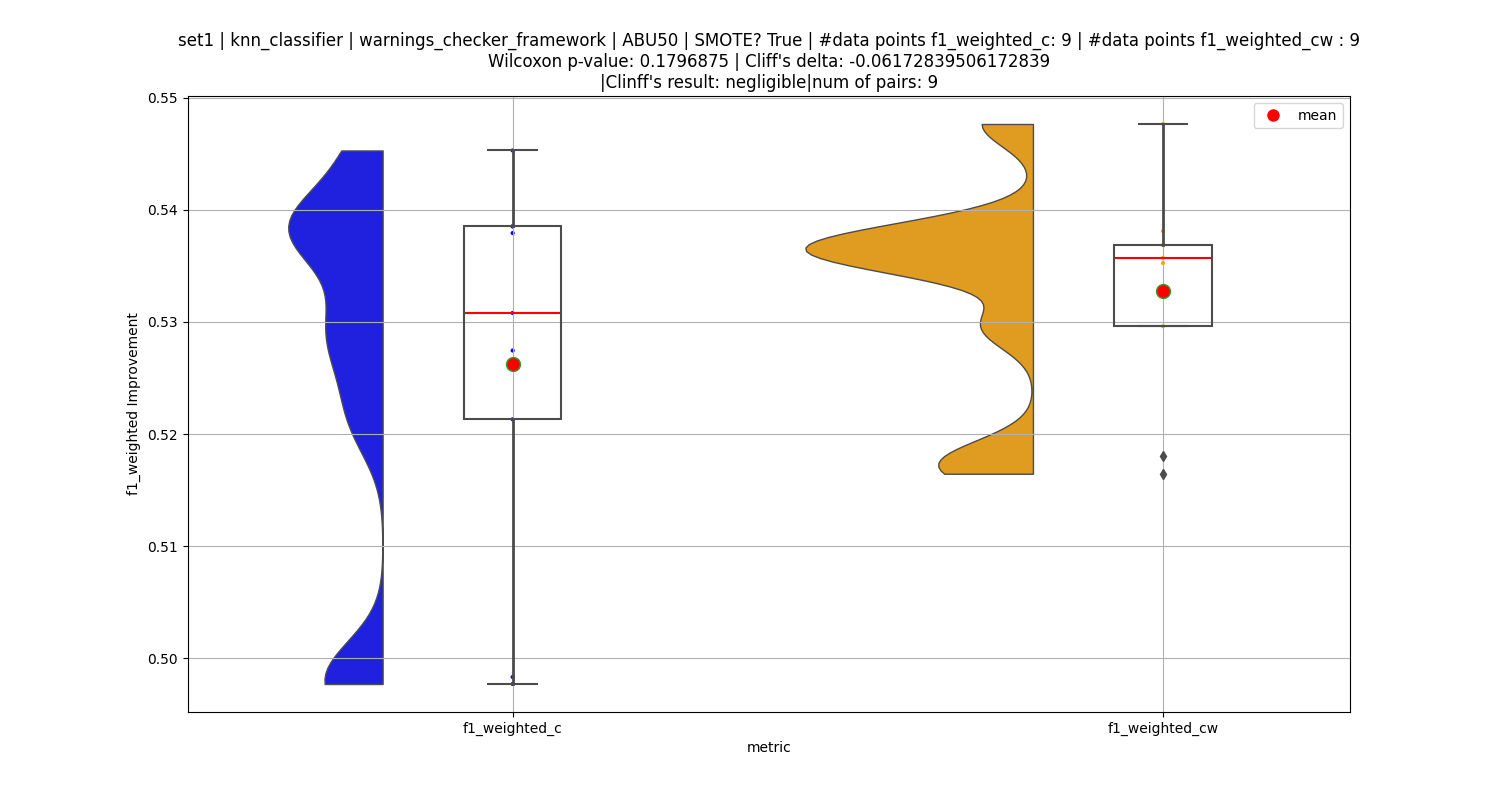 set1 | knn_classifier | warnings_checker_framework | ABU50 | SMOTE? True | #data points f1_weighted_c: 9 | #data points f1_weighted_cw : 9
Wilcoxon p-value: 0.1796875 | Cliff's delta: -0.06172839506172839
|Clinff's result: negligible|num of pairs: 9
mean
0.55
0.54
0.53
0.52
0.51
0.50
f1_weighted Improvement
f1_weighted_c
f1_weighted_cw
metric